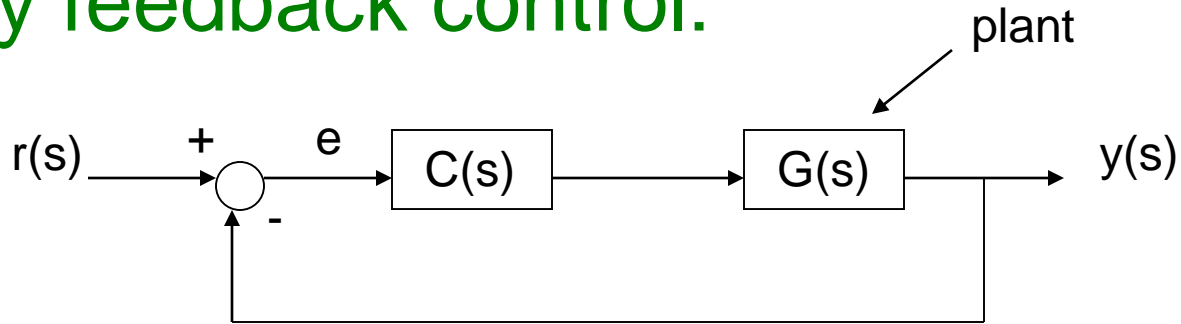 y feedback control.
plant
r(s) + e C(s) G(s) y(s)
-